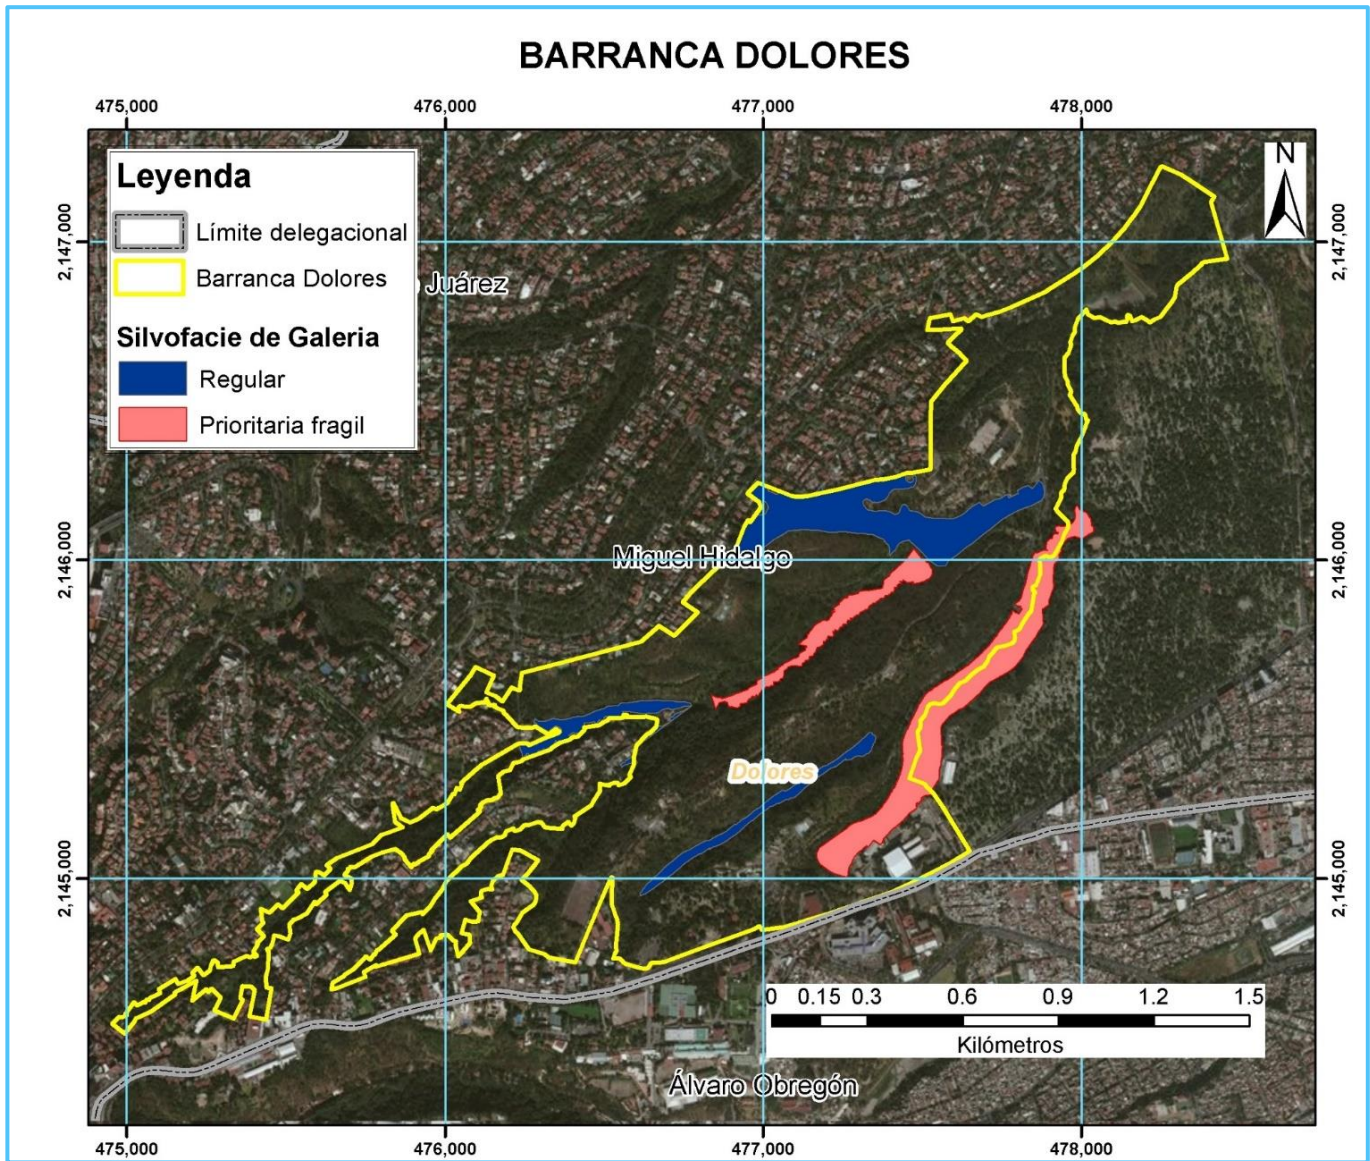 BARRANCA DOLORES
475,000 476,000 477,000 478,000
Leyenda
Límite delegacional
Barranca Dolores
Silvofacie de Galeria
Regular
Prioritaria fragil
N
2,147,000 2,147,000
Juárez
2,146,000 2,146,000
Miguel Hidalgo
Dolores
2,145,000 2,145,000
0 0.15 0.3 0.6 0.9 1.2 1.5
Kilómetros
Álvaro Obregón
475,000 476,000 477,000 478,000